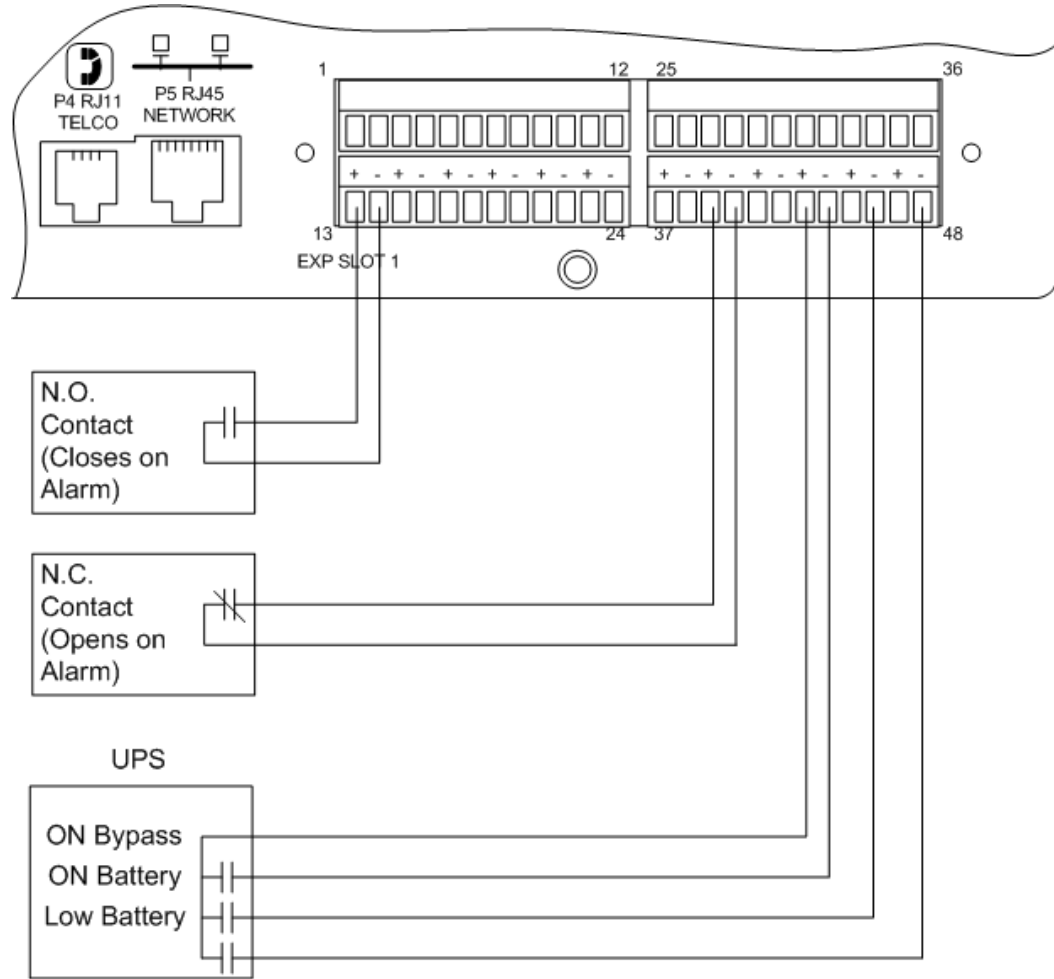 P4 RJ11
TELCO
P5 RJ45
NETWORK
1 12 25 36
+ - + - + - + - + - + - + - + - + - + - + - + -
13 24 37 48
EXP SLOT 1
N.O.
Contact
(Closes on
Alarm)
N.C.
Contact
(Opens on
Alarm)
UPS
ON Bypass
ON Battery
Low Battery